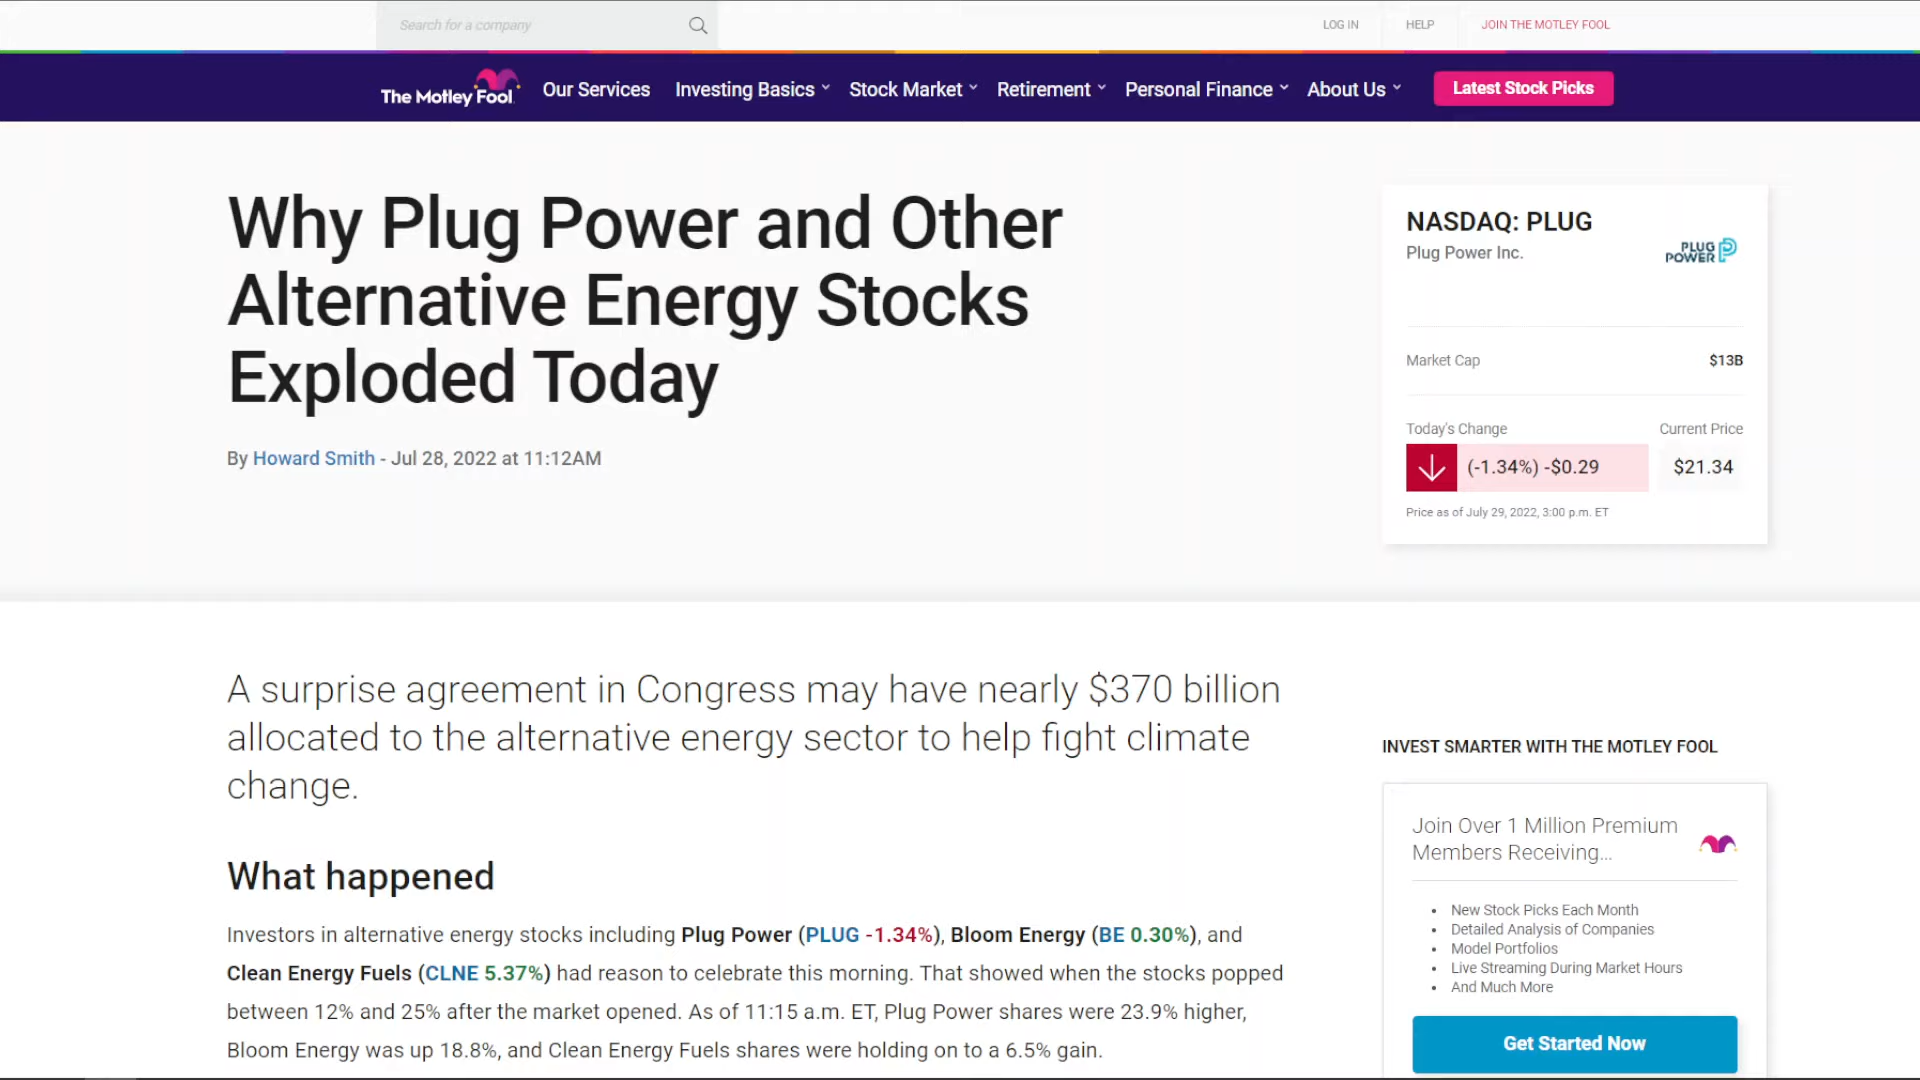 Search for a company
LOG IN
HELP
JOIN THE MOTLEY FOOL
The Motley Fool
Our Services
Investing Basics
Stock Market
Retirement
Personal Finance
About Us
Latest Stock Picks
Why Plug Power and Other
Alternative Energy Stocks
Exploded Today
By Howard Smith - Jul 28, 2022 at 11:12AM
NASDAQ: PLUG
Plug Power Inc.
PLUG
POWER
Market Cap
$13B
Today's Change
Current Price
(-1.34%) -$0.29
$21.34
Price as of July 29, 2022, 3:00 p.m. ET
A surprise agreement in Congress may have nearly $370 billion
allocated to the alternative energy sector to help fight climate
change.
What happened
Investors in alternative energy stocks including Plug Power (PLUG -1.34%), Bloom Energy (BE 0.30%), and
Clean Energy Fuels (CLNE 5.37%) had reason to celebrate this morning. That showed when the stocks popped
between 12% and 25% after the market opened. As of 11:15 a.m. ET, Plug Power shares were 23.9% higher,
Bloom Energy was up 18.8%, and Clean Energy Fuels shares were holding on to a 6.5% gain.
INVEST SMARTER WITH THE MOTLEY FOOL
Join Over 1 Million Premium
Members Receiving...
• New Stock Picks Each Month
• Detailed Analysis of Companies
• Model Portfolios
• Live Streaming During Market Hours
• And Much More
Get Started Now